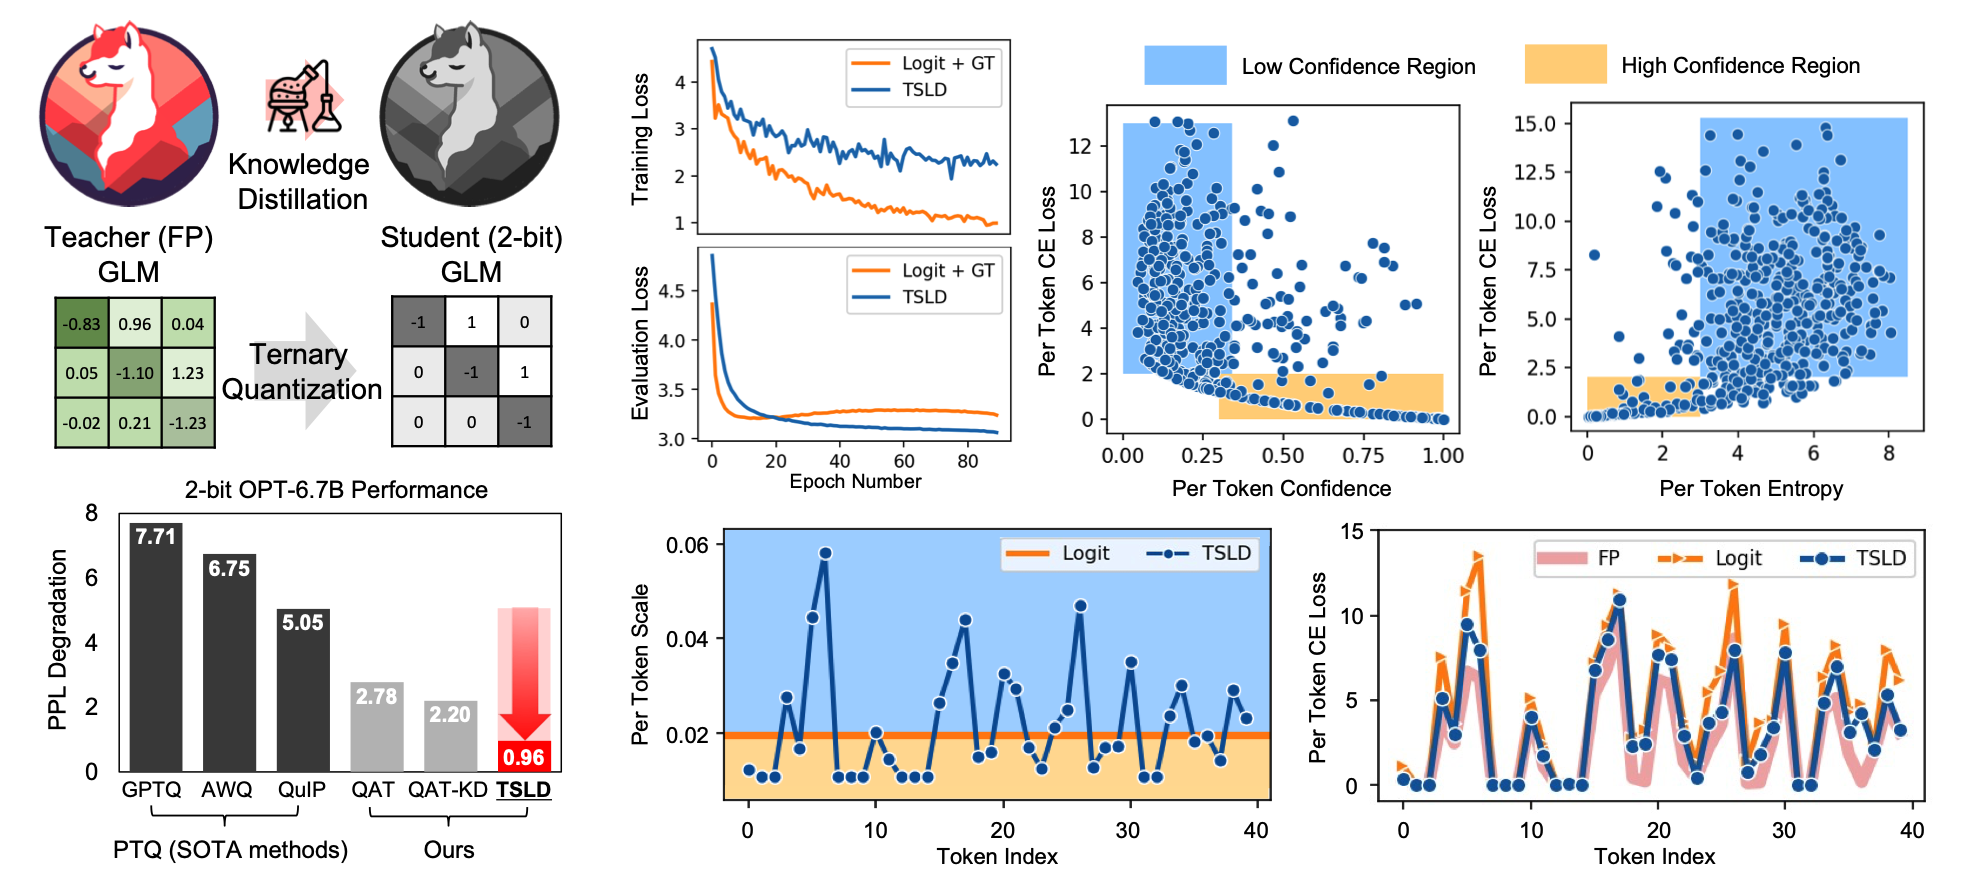 Knowledge
Distillation
Teacher (FP)
GLM
Student (2-bit)
GLM
-0.83 0.96 0.04
0.05 -1.10 1.23
-0.02 0.21 -1.23
Ternary
Quantization
-1 1 0
0 -1 1
0 0 -1
2-bit OPT-6.7B Performance
PPL Degradation
8
6
4
2
0
7.71
6.75
5.05
2.78
2.20
0.96
GPTQ AWQ QuIP QAT QAT-KD TSLD
PTQ (SOTA methods)
Ours
Training Loss
4
3
2
1
Logit + GT
TSLD
Evaluation Loss
4.5
4.0
3.5
3.0
Logit + GT
TSLD
0 20 40 60 80
Epoch Number
Low Confidence Region
High Confidence Region
Per Token CE Loss
12
10
8
6
4
2
0
0.00 0.25 0.50 0.75 1.00
Per Token Confidence
Per Token CE Loss
15.0
12.5
10.0
7.5
5.0
2.5
0.0
0 2 4 6 8
Per Token Entropy
Per Token Scale
0.06
0.04
0.02
Logit TSLD
0 10 20 30 40
Token Index
Per Token CE Loss
15
10
5
0
FP Logit TSLD
0 10 20 30 40
Token Index